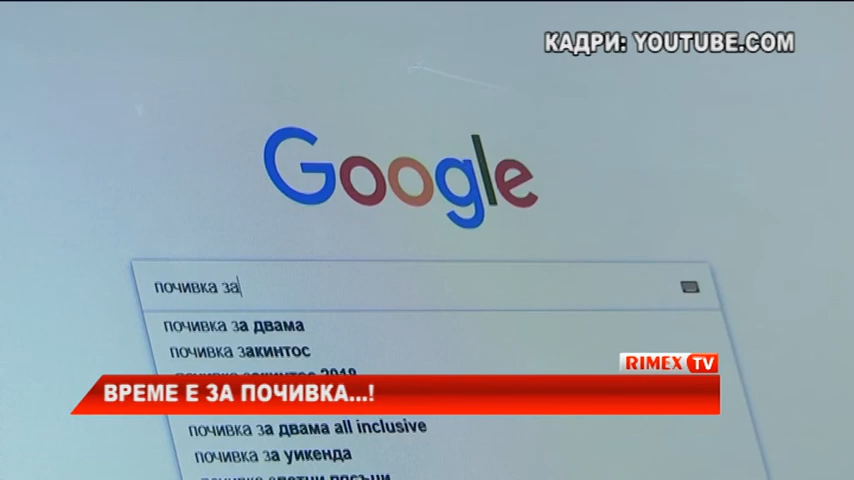 КАДРИ: YOUTUBE.COM
Google
почивка за
почивка за двама
почивка закинтос
RIMEX TV
ВРЕМЕ Е ЗА ПОЧИВКА...!
почивка за двама all inclusive
почивка за уикенда